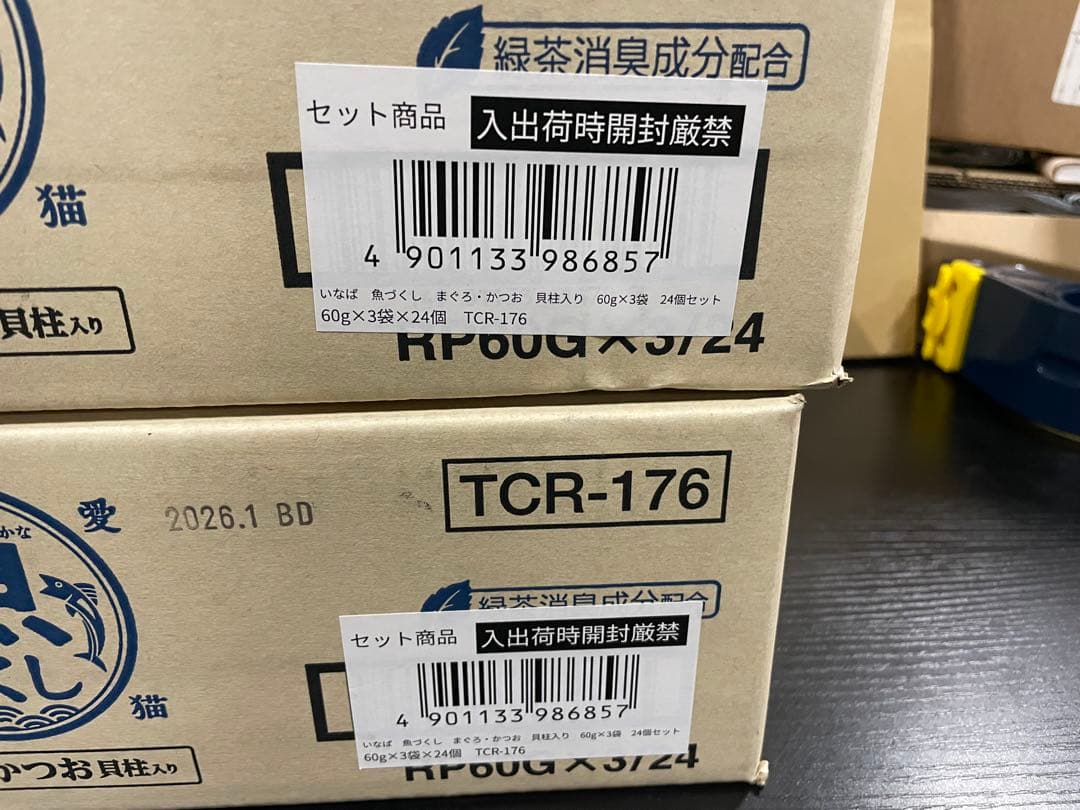 緑茶消臭成分配合
セット商品 入出荷時開封厳禁
4 901133 986857
いなば 魚づくし まぐろ・かつお 貝柱入り 60g×3袋 24個セット
60g×3袋×24個 TCR-176
猫
貝柱入り
RP60G×3/24
愛
2026.1 BD
TCR-176
かな
くし
猫
緑茶消臭成分配合
セット商品 入出荷時開封厳禁
4 901133 986857
いなば 魚づくし まぐろ・かつお 貝柱入り 60g×3袋 24個セット
60g×3袋×24個 TCR-176
かつお貝柱入り
RP60G×3/24